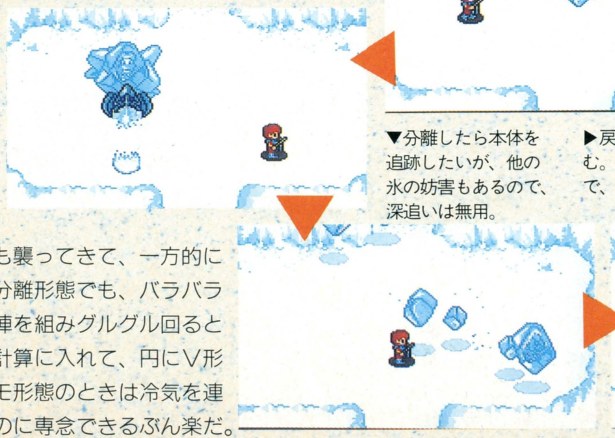 ▼分離したら本体を
追跡したいが、他の
氷の妨害もあるので、
深追いは無用。
▶戻
む。
で、
も襲ってきて、一方的に
分離形態でも、バラバラ
陣を組みグルグル回ると
計算に入れて、円にV形
モ形態のときは冷気を連
のに専念できるぶん楽だ。